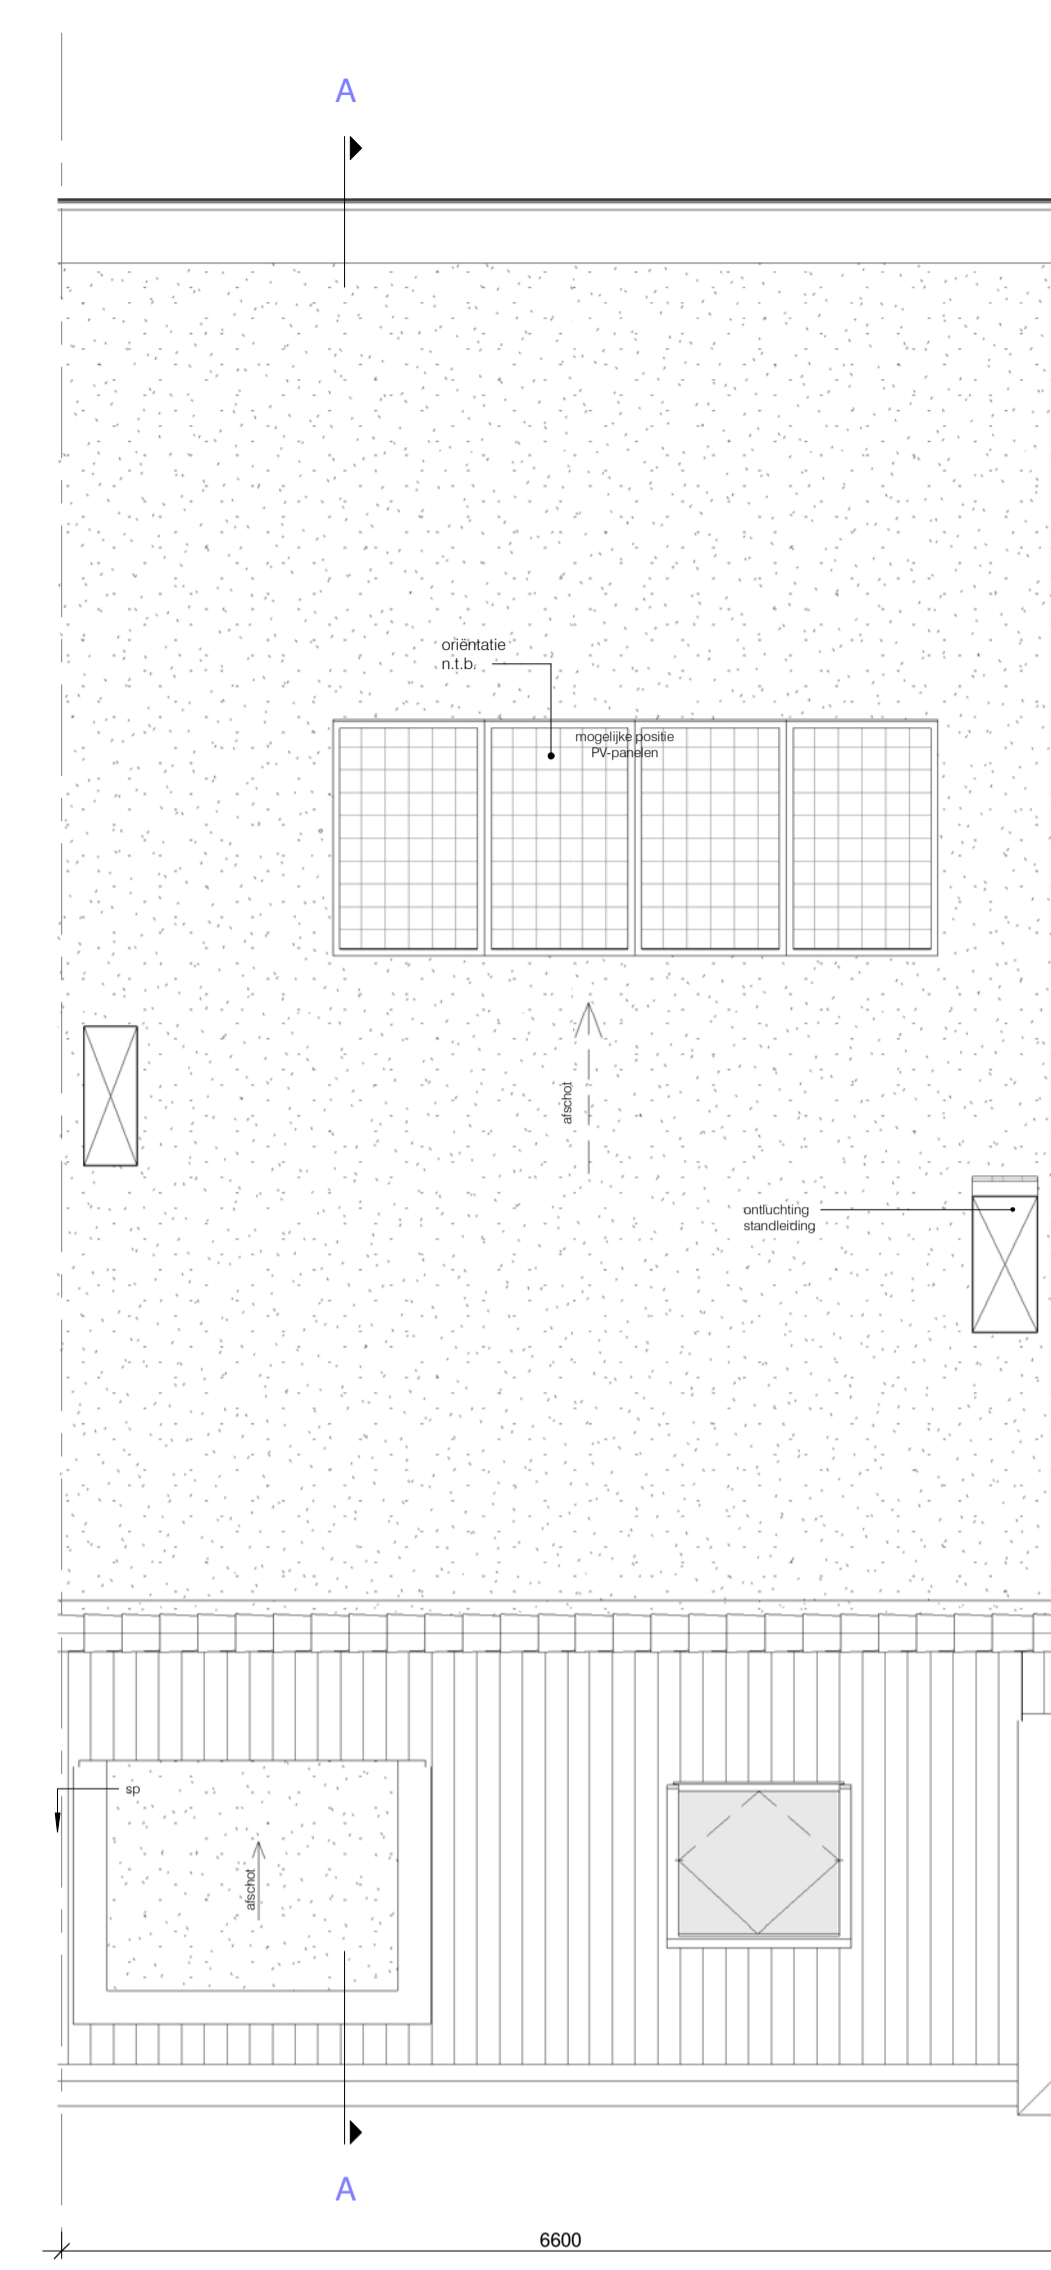 A
oriëntatie
n.t.b.
mogelijke positie
PV-panelen
afschot
ontluchting
standleiding
sp
afschot
A
6600